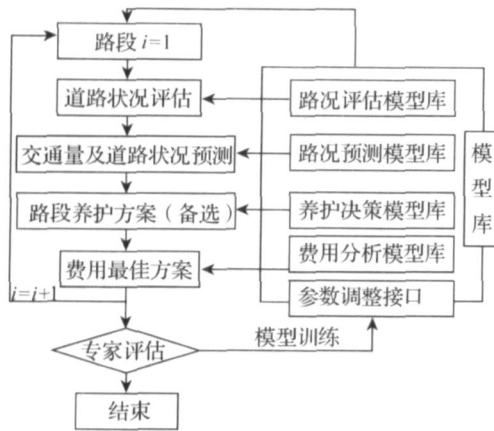 路段 i=1
道路状况评估
路况评估模型库
交通量及道路状况预测
路况预测模型库
模型库
路段养护方案（备选）
养护决策模型库
费用最佳方案
费用分析模型库
i=i+1
参数调整接口
专家评估
模型训练
结束